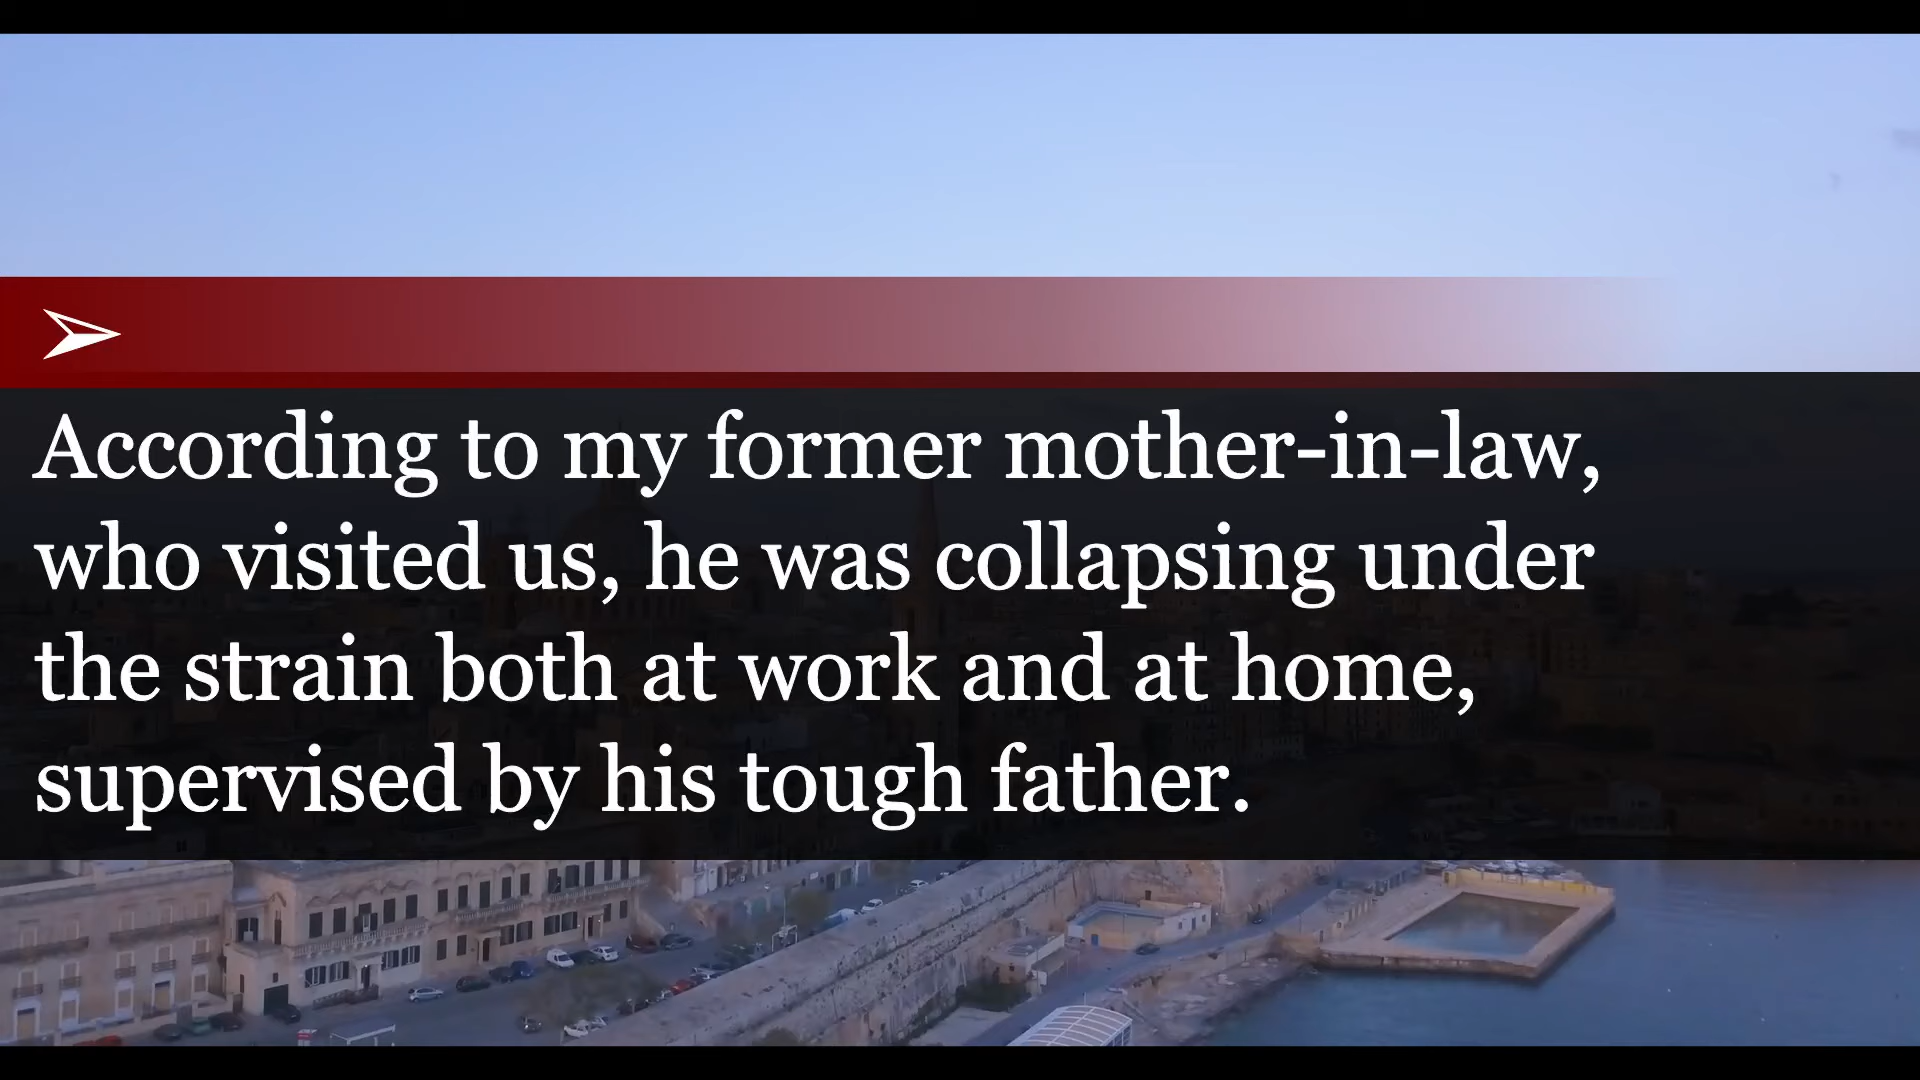 According to my former mother-in-law,
who visited us, he was collapsing under
the strain both at work and at home,
supervised by his tough father.